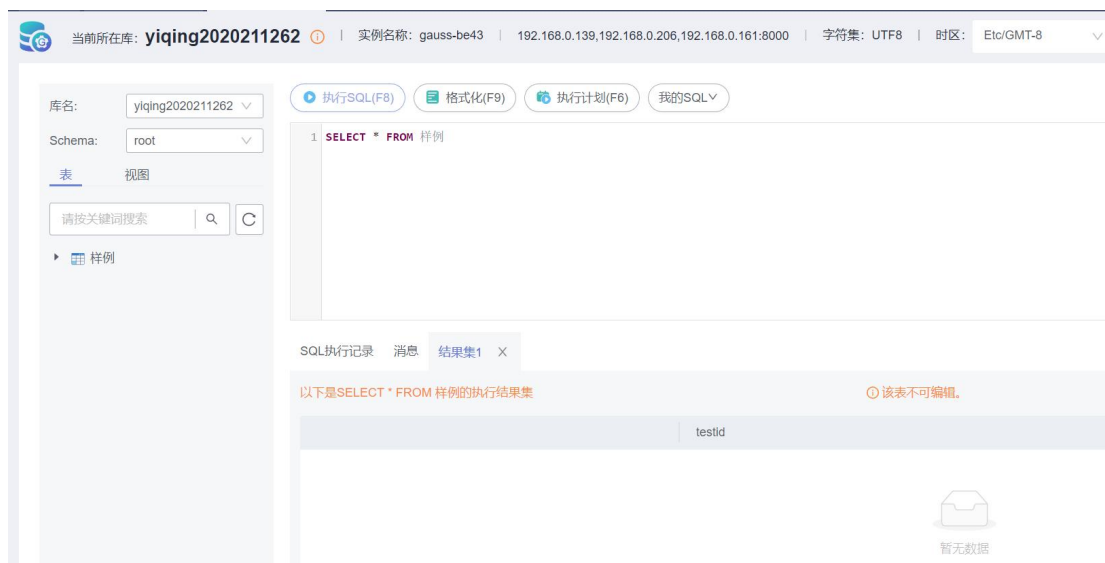 当前所在库: yiqing2020211262 | 实例名称: gauss-be43 | 192.168.0.139,192.168.0.206,192.168.0.161:8000 | 字符集: UTF8 | 时区: Etc/GMT-8
库名: yiqing2020211262
Schema: root
表 视图
请按关键词搜索
样例
执行SQL(F8) 格式化(F9) 执行计划(F6) 我的SQL
1 SELECT * FROM 样例
SQL执行记录 消息 结果集1 X
以下是SELECT * FROM 样例的执行结果集 该表不可编辑。
testid
暂无数据